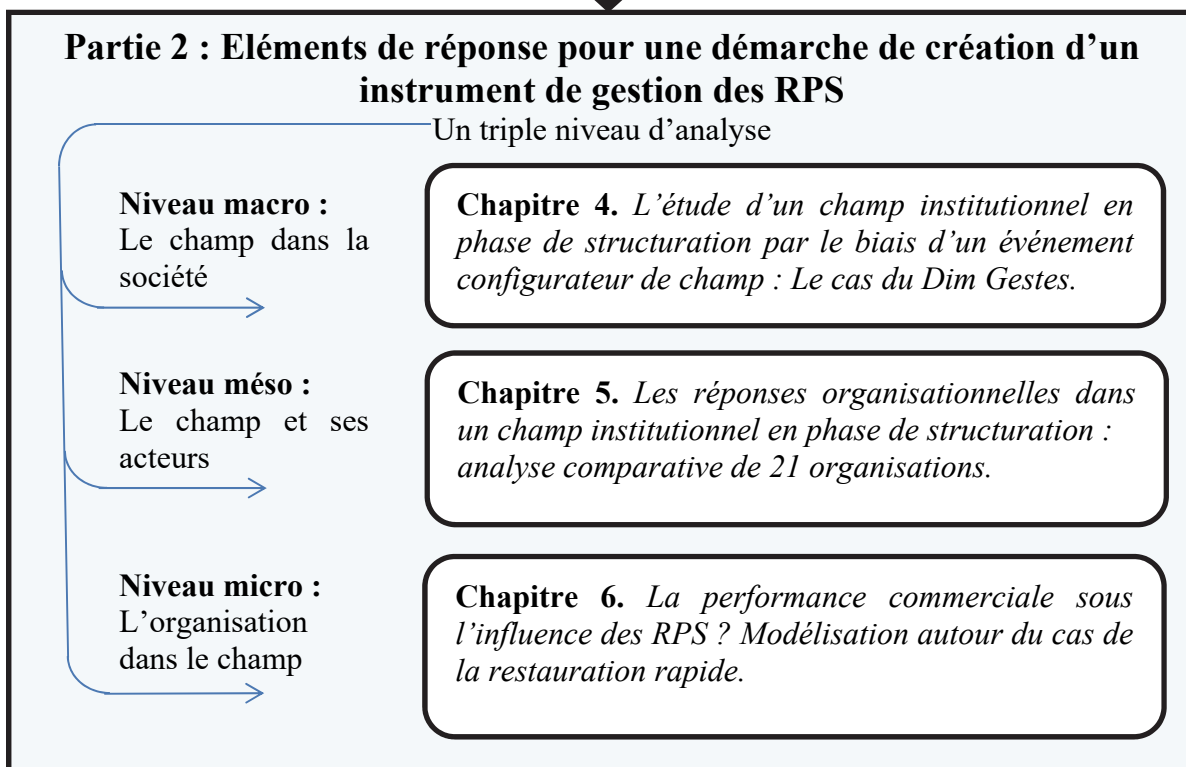 Partie 2 : Eléments de réponse pour une démarche de création d’un
instrument de gestion des RPS
Un triple niveau d’analyse
Niveau macro :
Le champ dans la
société
Chapitre 4. L’étude d’un champ institutionnel en
phase de structuration par le biais d’un événement
configurateur de champ : Le cas du Dim Gestes.
Niveau méso :
Le champ et ses
acteurs
Chapitre 5. Les réponses organisationnelles dans
un champ institutionnel en phase de structuration :
analyse comparative de 21 organisations.
Niveau micro :
L’organisation
dans le champ
Chapitre 6. La performance commerciale sous
l’influence des RPS ? Modélisation autour du cas de
la restauration rapide.